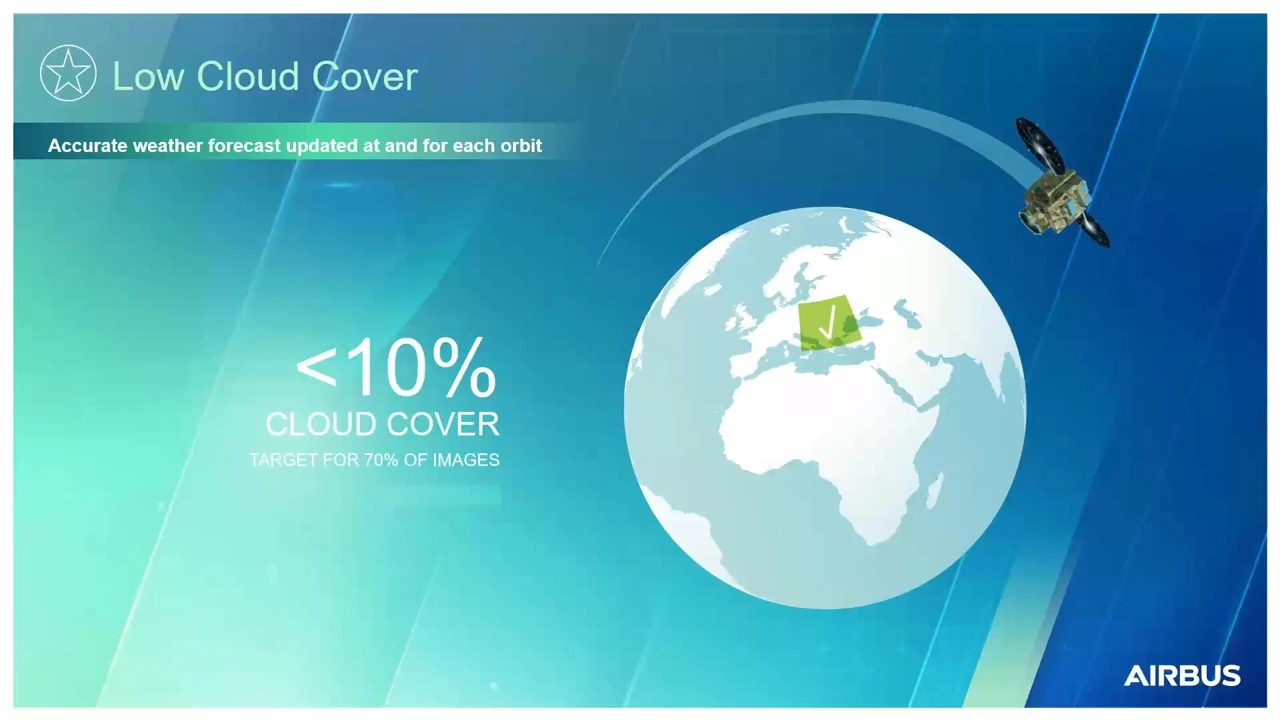 Low Cloud Cover
Accurate weather forecast updated at and for each orbit
<10%
CLOUD COVER
TARGET FOR 70% OF IMAGES
AIRBUS